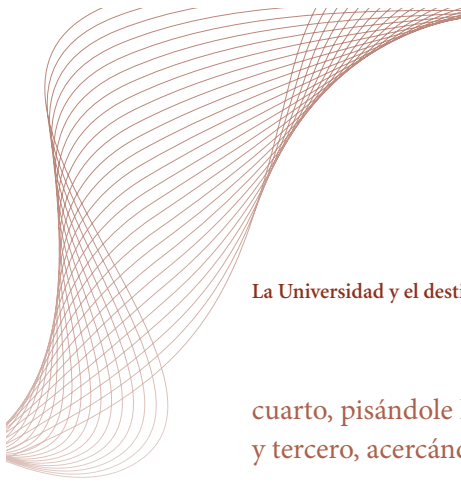 La Universidad y el desti
cuarto, pisándole
y tercero, acercánd